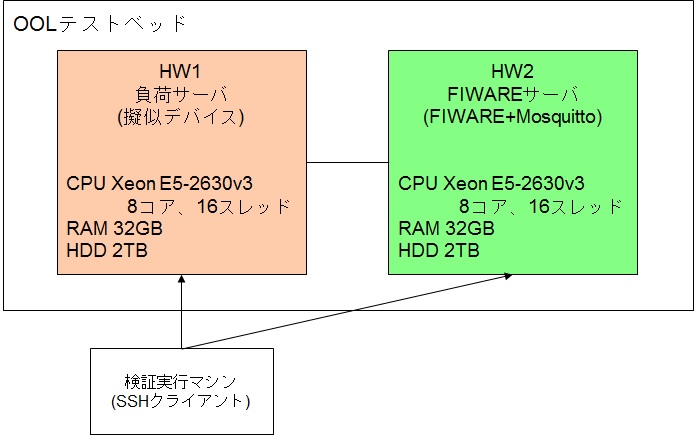 OOLテストベッド
HW1
負荷サーバ
(擬似デバイス)
CPU Xeon E5-2630v3
8コア、16スレッド
RAM 32GB
HDD 2TB
HW2
FIWAREサーバ
(FIWARE+Mosquitto)
CPU Xeon E5-2630v3
8コア、16スレッド
RAM 32GB
HDD 2TB
検証実行マシン
(SSHクライアント)